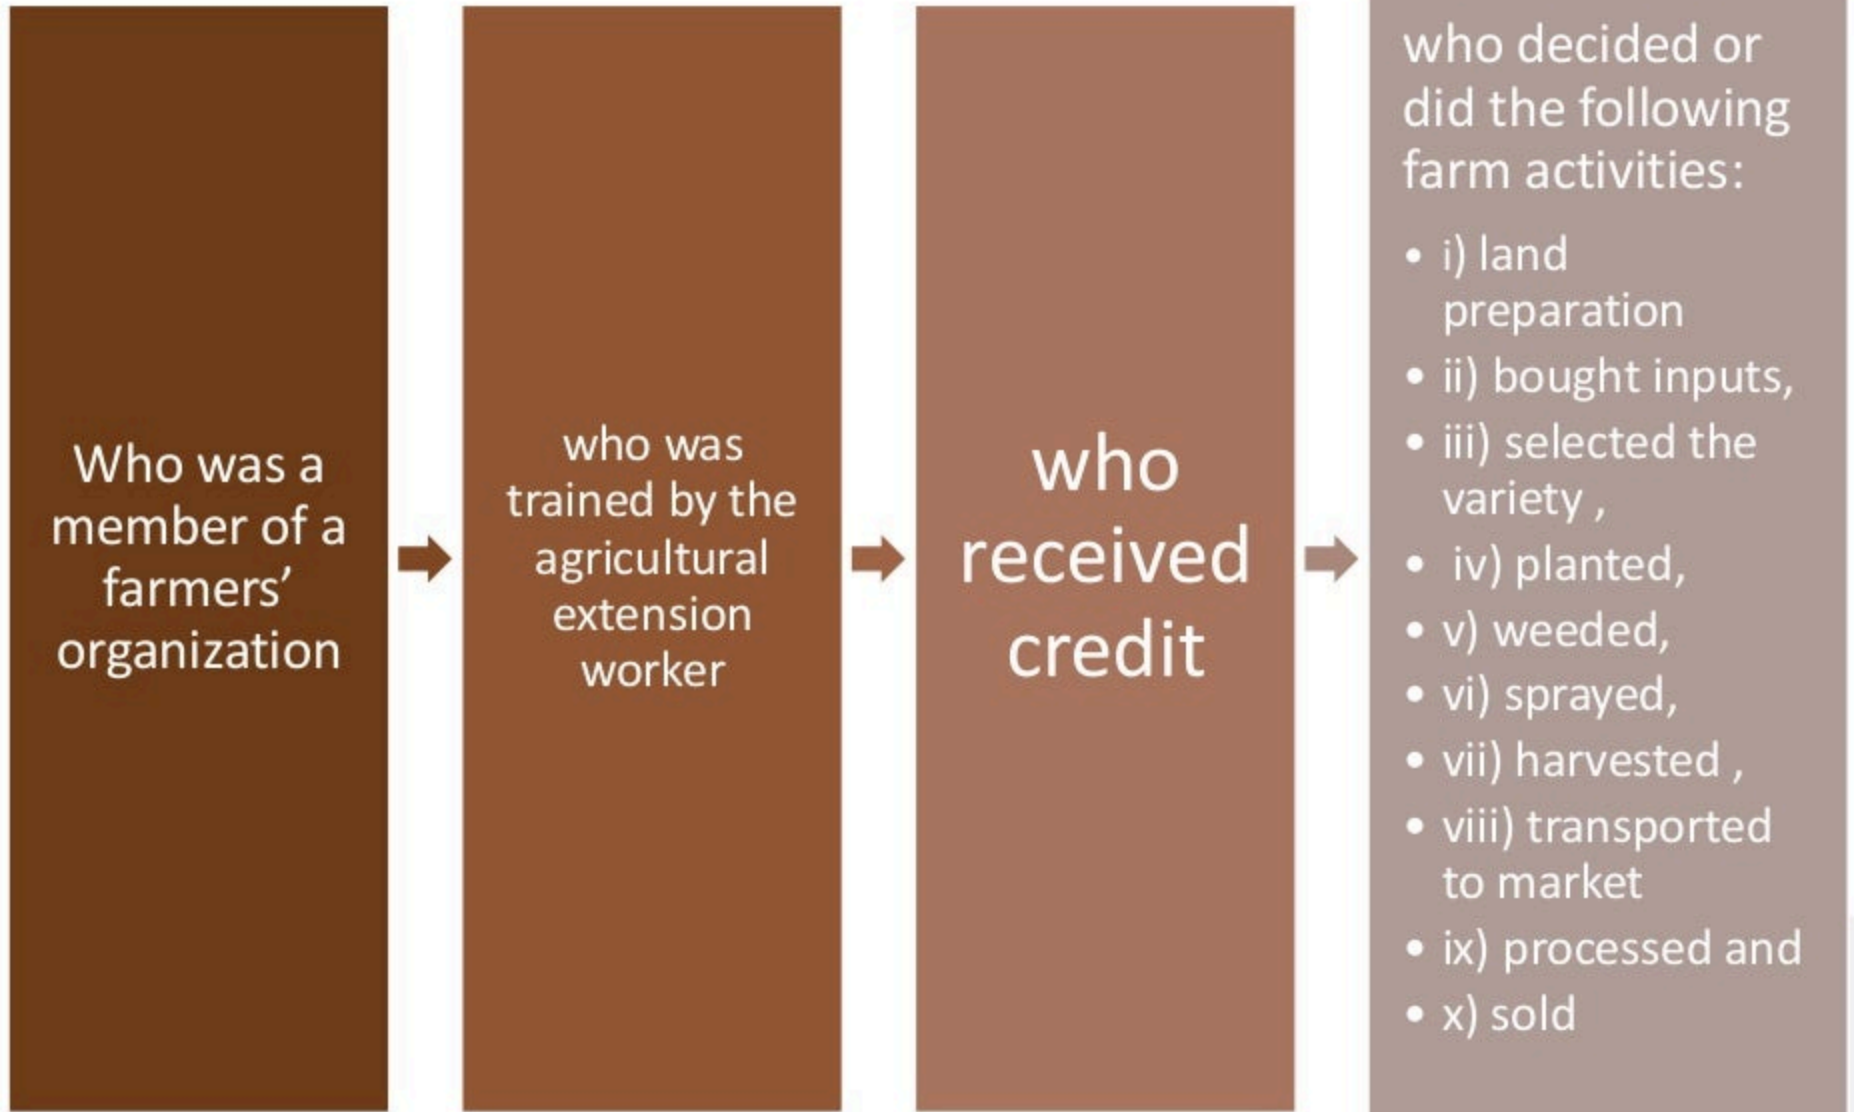 Who was a
member of a
farmers’
organization
who was
trained by the
agricultural
extension
worker
who
received
credit
who decided or
did the following
farm activities:
• i) land
preparation
• ii) bought inputs,
• iii) selected the
variety ,
• iv) planted,
• v) weeded,
• vi) sprayed,
• vii) harvested ,
• viii) transported
to market
• ix) processed and
• x) sold